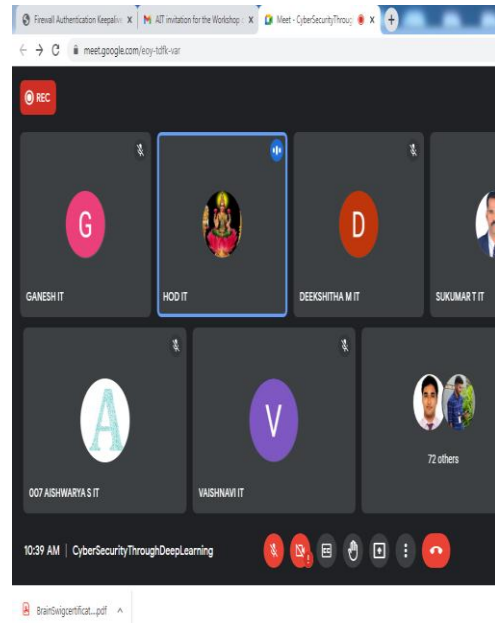 Firewall Authentication Keepalive
AIT invitation for the Workshop
Meet - CyberSecurityThroug
meet.google.com/eoy-tdfk-var
REC
G
GANESH IT
HOD IT
D
DEEKSHITHA M IT
SUKUMAR T IT
A
007 AISHWARYA S IT
V
VAISHNAVI IT
72 others
10:39 AM | CyberSecurityThroughDeepLearning
BrainSwigcertificat....pdf